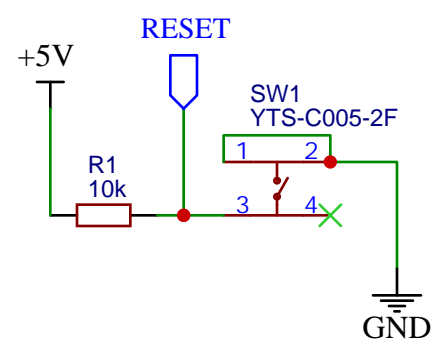 RESET
+5V
SW1
YTS-C005-2F
1 2
R1
10k
3 4
GND